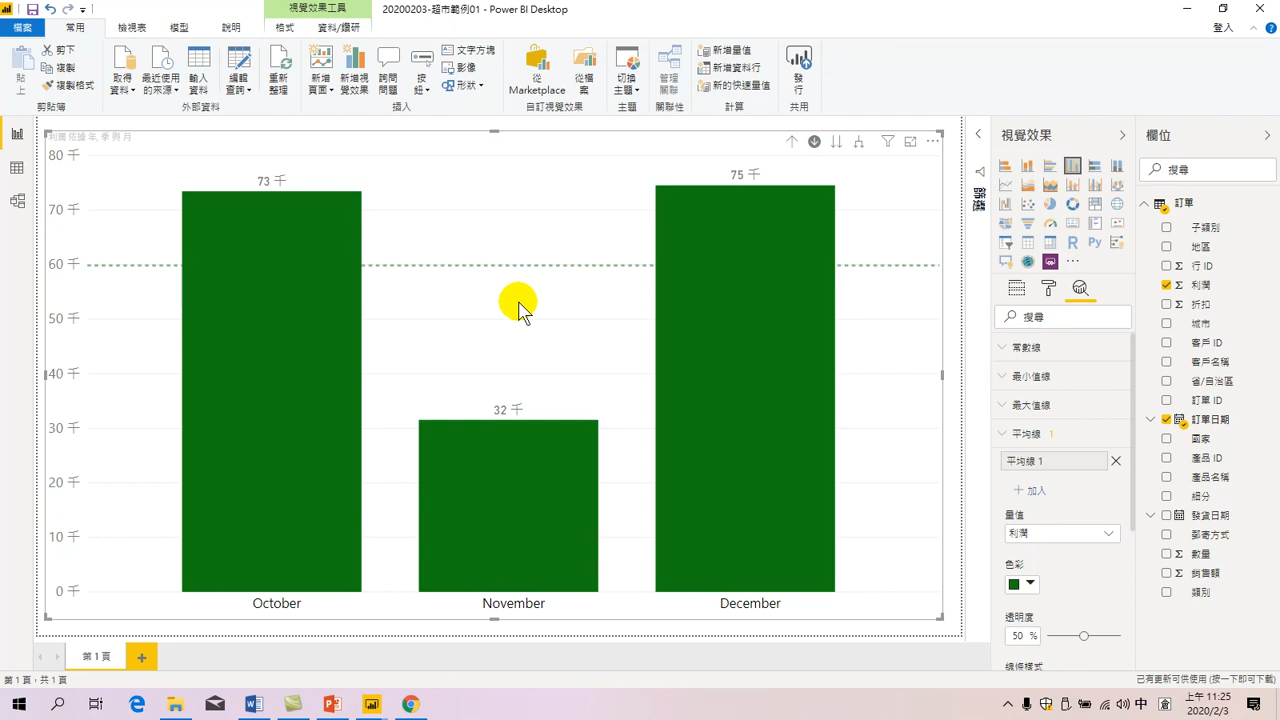 視覺效果工具
20200203-超市範例01 - Power BI Desktop
檔案
常用
檢視表
模型
說明
格式
資料/鑽研
登入
貼上
剪下
複製
複製格式
剪貼簿
取得資料
最近使用的來源
輸入資料
編輯查詢
重新整理
外部資料
新增頁面
新增視覺效果
詢問問題
按鈕
文字方塊
影像
形狀
插入
從 Marketplace
從檔案
自訂視覺效果
切換主題
主題
管理關聯
關聯性
新增量值
新增資料行
新的快速量值
計算
發行
共用
利潤 依據 年, 季 與 月
80 千
70 千
60 千
50 千
40 千
30 千
20 千
10 千
0 千
73 千
32 千
75 千
October
November
December
篩選
視覺效果
R
Py
搜尋
常數線
最小值線
最大值線
平均線 1
平均線 1
加入
量值
利潤
色彩
透明度
50 %
線條樣式
欄位
搜尋
訂單
子類別
地區
行 ID
利潤
折扣
城市
客戶 ID
客戶名稱
省/自治區
訂單 ID
訂單日期
國家
產品 ID
產品名稱
細分
發貨日期
郵寄方式
數量
銷售額
類別
第 1 頁
第 1 頁，共 1 頁
已有更新可供使用 (按一下即可下載)
中
上午 11:25
2020/2/3